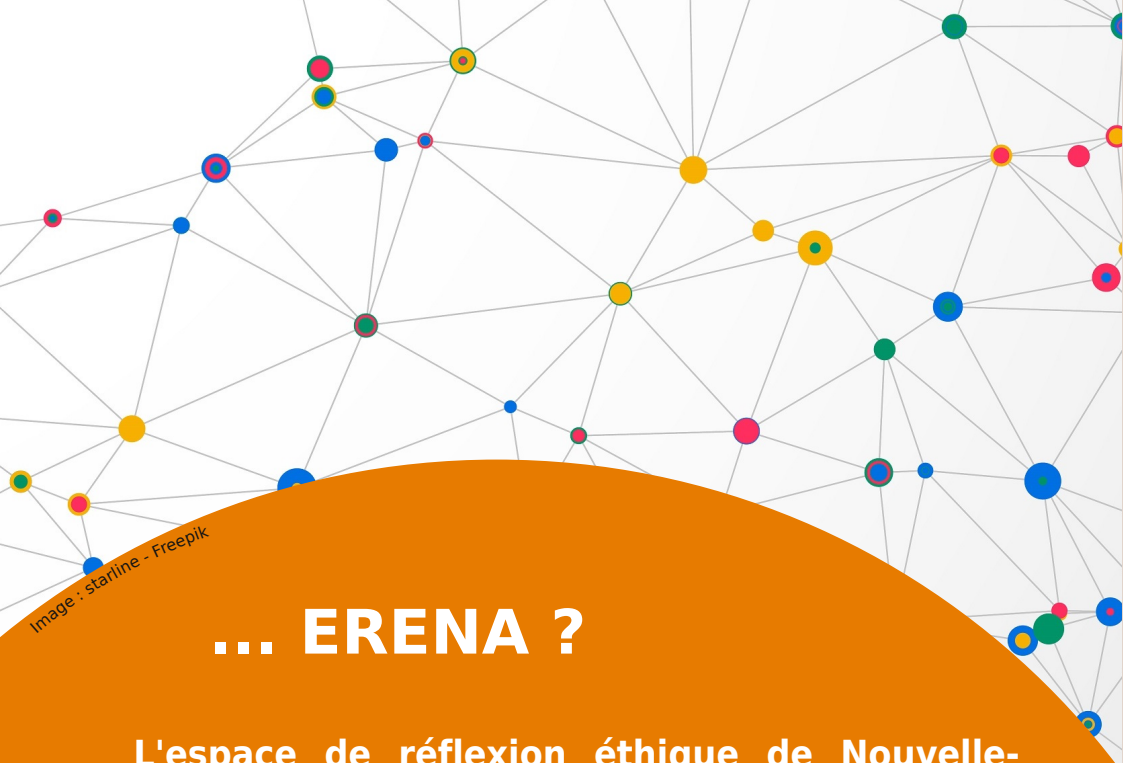 Image : starline - Freepik
... ERENA ?
L'espace de réflexion éthique de Nouvelle-